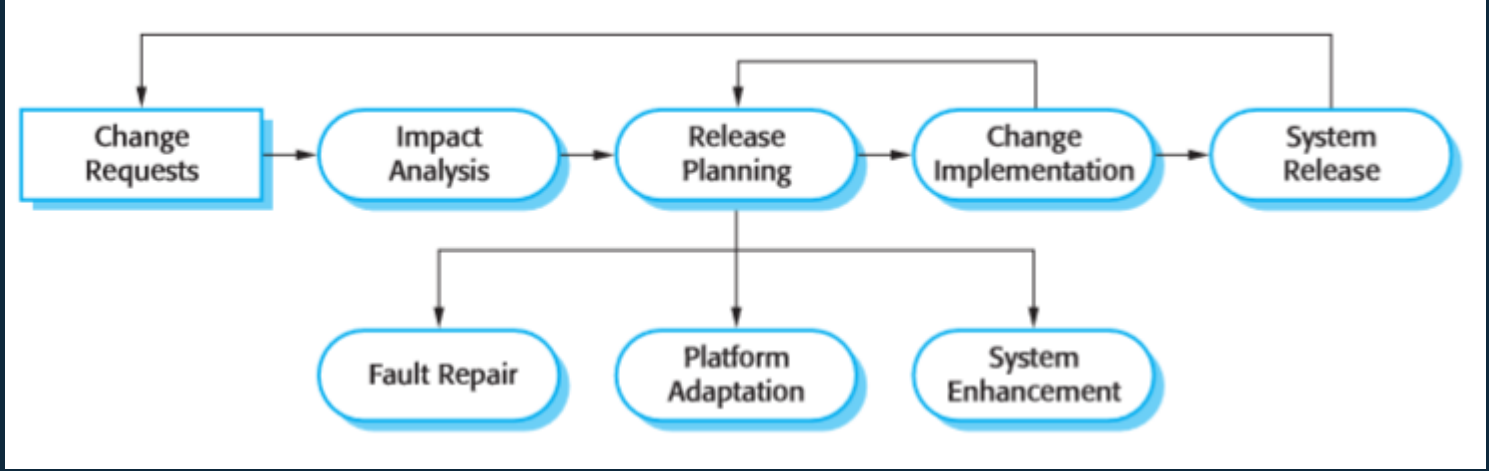 Change
Requests
Impact
Analysis
Release
Planning
Change
Implementation
System
Release
Fault Repair
Platform
Adaptation
System
Enhancement